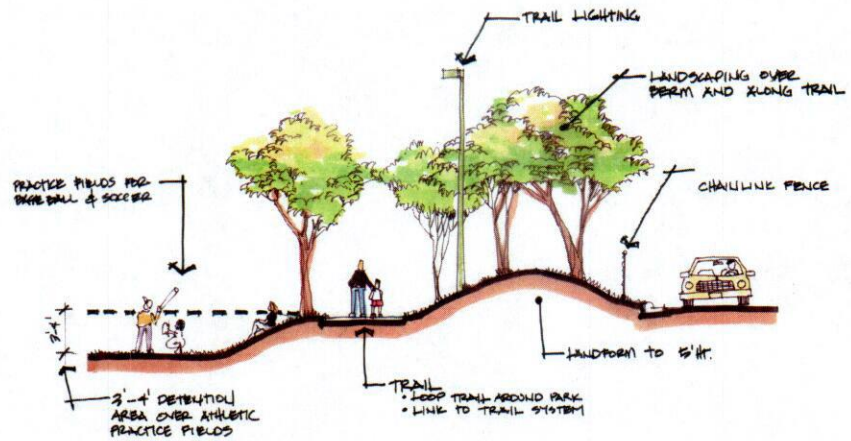 TRAIL LIGHTING
LANDSCAPING OVER
BERM AND ALONG TRAIL
PRACTICE FIELDS FOR
BASEBALL & SOCCER
CHAINLINK FENCE
3'-4'
LANDFORM TO 5' HT.
TRAIL
• LOOP TRAIL AROUND PARK
• LINK TO TRAIL SYSTEM
3'-4' DETENTION
AREA OVER ATHLETIC
PRACTICE FIELDS